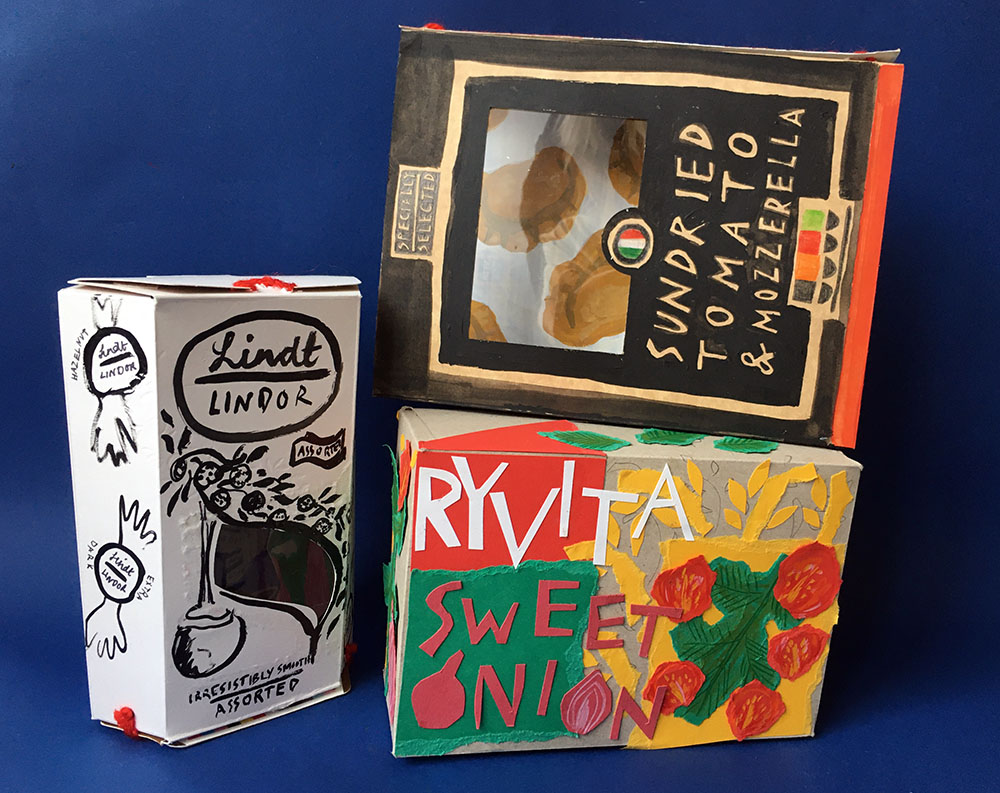 Lindt
LINDOR
ASSORTED
IRRESISTIBLY SMOOTH
ASSORTED
HAZELNUT
Lindt
LINDOR
EXTRA
DARK
Lindt
LINDOR
SPECIALLY
SELECTED
SUNDRIED
TOMATO
& MOZZERELLA
RYVITA
SWEET
ONION